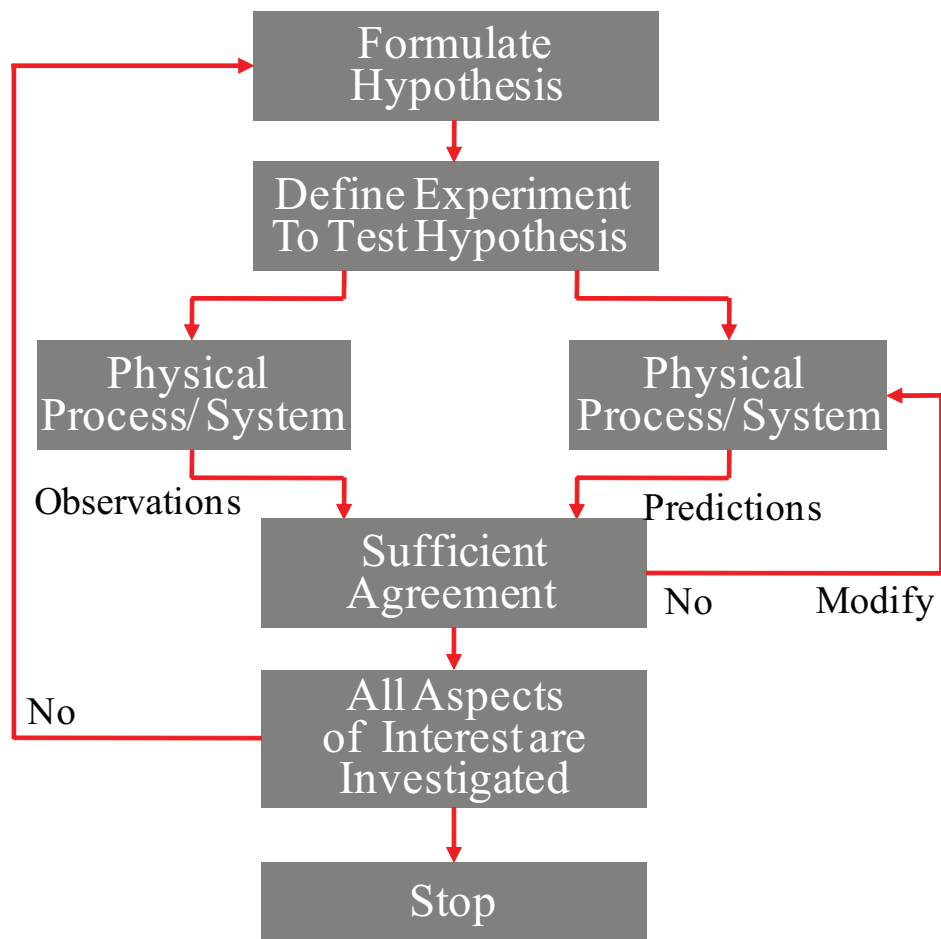 Formulate
Hypothesis
Define Experiment
To Test Hypothesis
Physical
Process/ System
Physical
Process/ System
Observations
Predictions
Sufficient
Agreement
No
Modify
All Aspects
of Interest are
Investigated
No
Stop